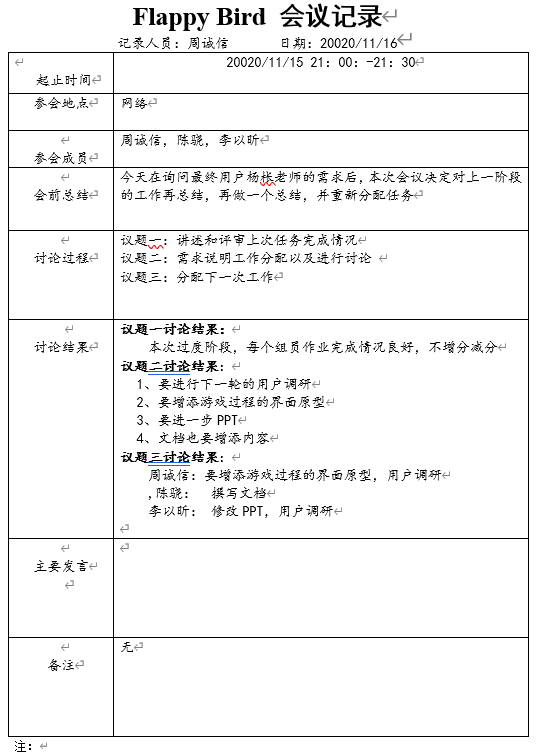 Flappy Bird 会议记录
记录人员：周诚信 日期：20020/11/16
起止时间
20020/11/15 21：00：-21：30
参会地点
网络
参会成员
周诚信，陈骁，李以昕
会前总结
今天在询问最终用户杨枨老师的需求后，本次会议决定对上一阶段
的工作再总结，再做一个总结，并重新分配任务
讨论过程
议题一：讲述和评审上次任务完成情况
议题二：需求说明工作分配以及进行讨论
议题三：分配下一次工作
讨论结果
议题一讨论结果：
本次过度阶段，每个组员作业完成情况良好，不增分减分
议题二讨论结果：
1、要进行下一轮的用户调研
2、要增添游戏过程的界面原型
3、要进一步 PPT
4、文档也要增添内容
议题三讨论结果：
周诚信：要增添游戏过程的界面原型，用户调研
,陈骁： 撰写文档
李以昕： 修改 PPT，用户调研
主要发言
备注
无
注：